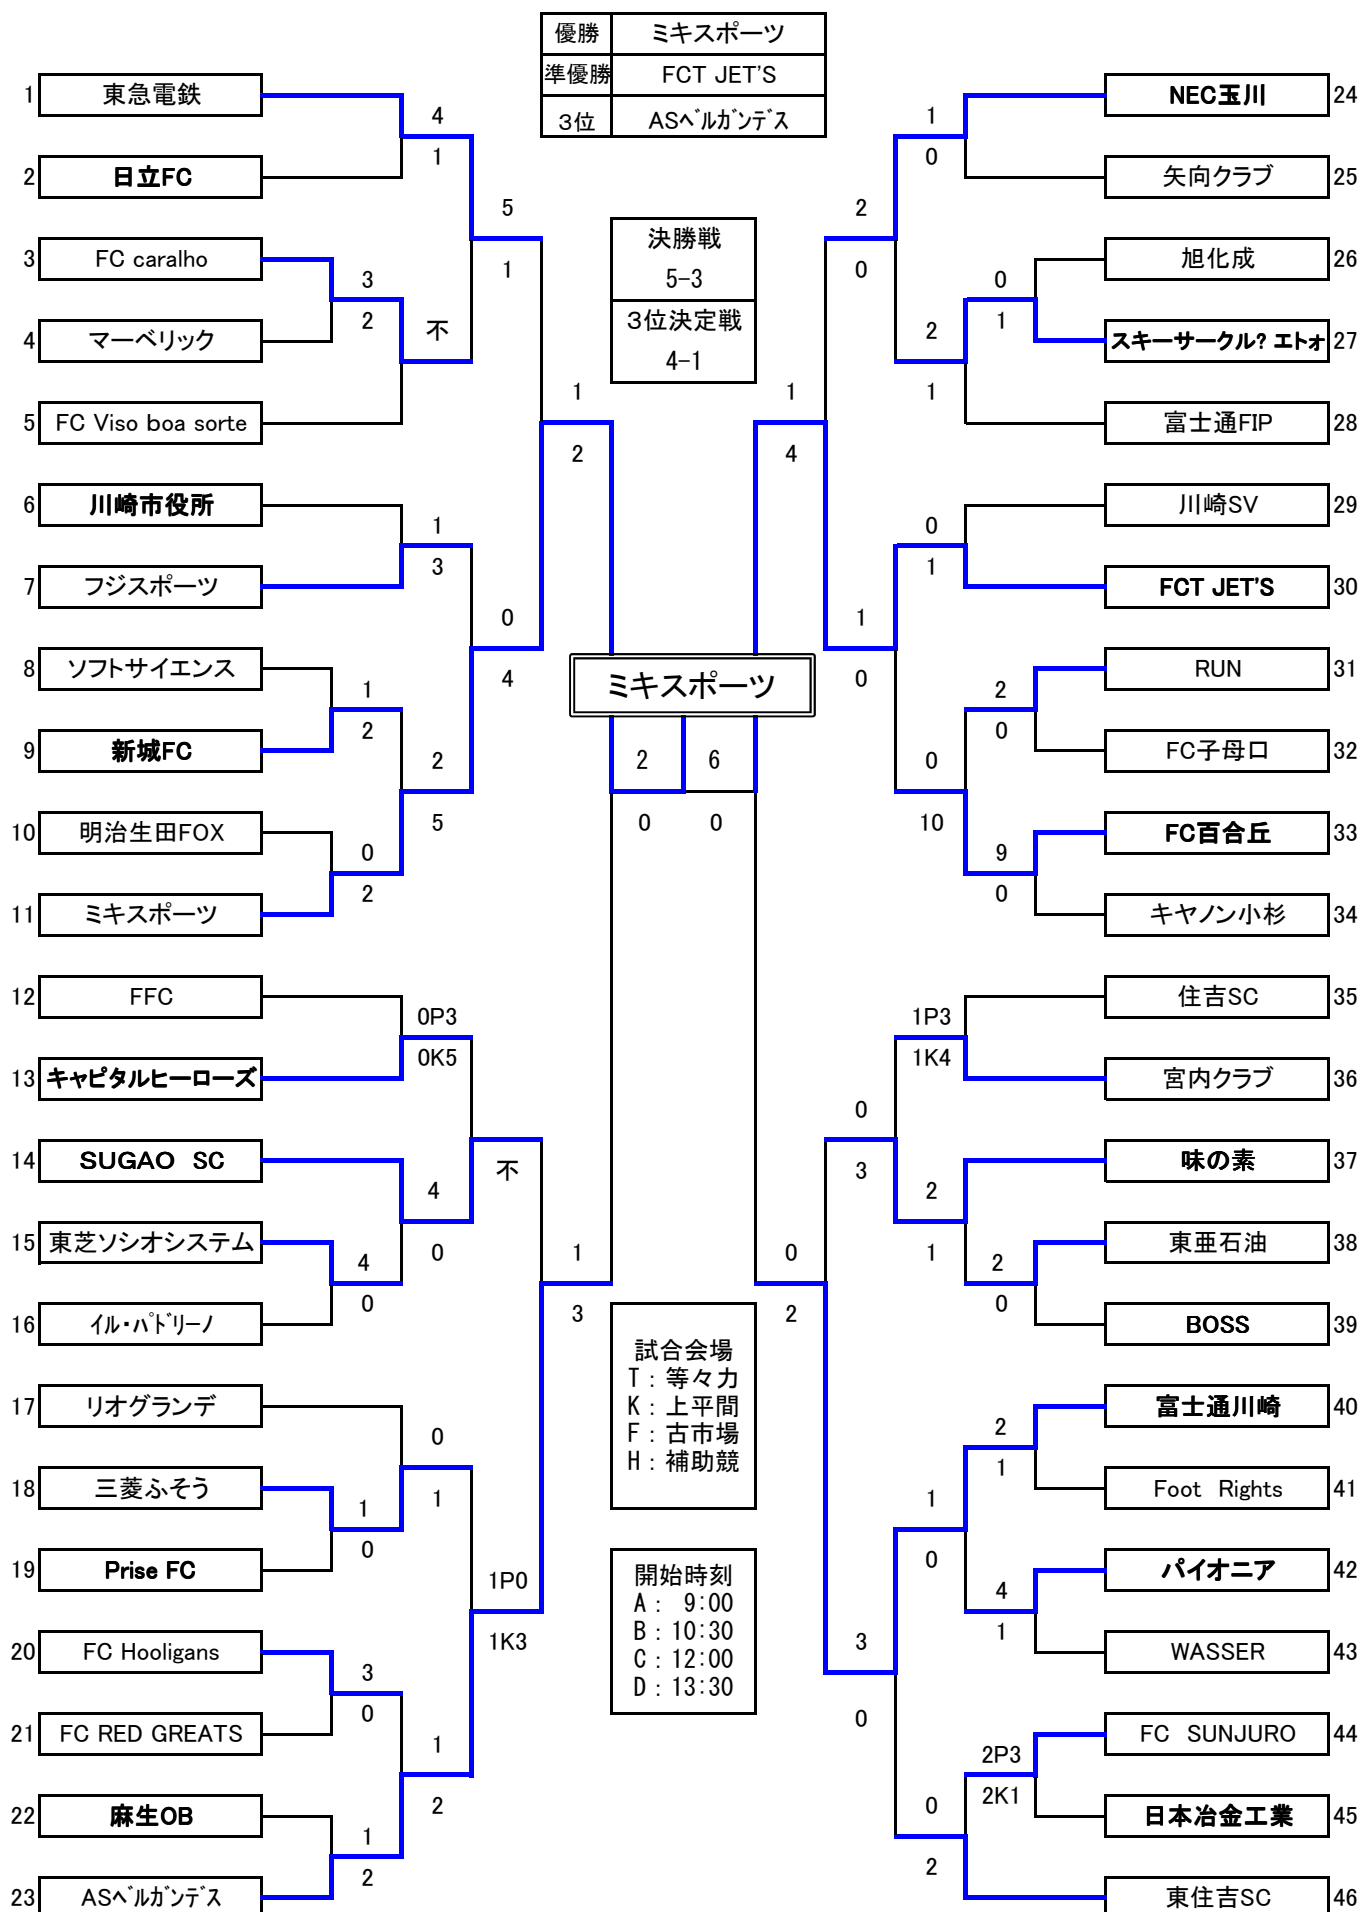 優勝 ミキスポーツ
準優勝 FCT JET'S
3位 ASﾍﾞﾙｶﾞﾝﾃﾞｽ
1 東急電鉄
2 日立FC
3 FC caralho
4 マーベリック
5 FC Viso boa sorte
6 川崎市役所
7 フジスポーツ
8 ソフトサイエンス
9 新城FC
10 明治生田FOX
11 ミキスポーツ
12 FFC
13 キャピタルヒーローズ
14 SUGAO SC
15 東芝ソシオシステム
16 ｲﾙ・ﾊﾟﾄﾞﾘｰﾉ
17 リオグランデ
18 三菱ふそう
19 Prise FC
20 FC Hooligans
21 FC RED GREATS
22 麻生OB
23 ASﾍﾞﾙｶﾞﾝﾃﾞｽ
4
1
3
2
不
5
1
1
3
1
2
0
2
2
5
0
4
1
2
0P3
0K5
4
0
4
0
不
1
0
0
1
3
0
1
2
1
2
1P0
1K3
1
3
決勝戦
5-3
3位決定戦
4-1
ミキスポーツ
2 6
0 0
試合会場
T：等々力
K：上平間
F：古市場
H：補助競
開始時刻
A： 9:00
B：10:30
C：12:00
D：13:30
1
0
0
1
2
1
2
0
1
4
0
1
2
0
9
0
0
10
1
0
1P3
1K4
2
0
2
1
0
3
0
2
2
1
4
1
1
0
2P3
2K1
0
2
3
0
NEC玉川 24
矢向クラブ 25
旭化成 26
スキーサークル? エトォ 27
富士通FIP 28
川崎SV 29
FCT JET'S 30
RUN 31
FC子母口 32
FC百合丘 33
キヤノン小杉 34
住吉SC 35
宮内クラブ 36
味の素 37
東亜石油 38
BOSS 39
富士通川崎 40
Foot Rights 41
パイオニア 42
WASSER 43
FC SUNJURO 44
日本冶金工業 45
東住吉SC 46